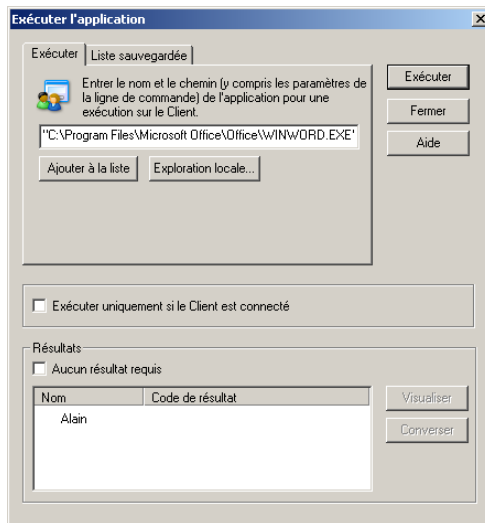 Exécuter l'application
Exécuter
Liste sauvegardée
Entrer le nom et le chemin (y compris les paramètres de
la ligne de commande) de l'application pour une
exécution sur le Client.
"C:\Program Files\Microsoft Office\Office\WINWORD.EXE"
Ajouter à la liste
Exploration locale...
Exécuter
Fermer
Aide
Exécuter uniquement si le Client est connecté
Résultats
Aucun résultat requis
Nom
Code de résultat
Alain
Visualiser
Converser